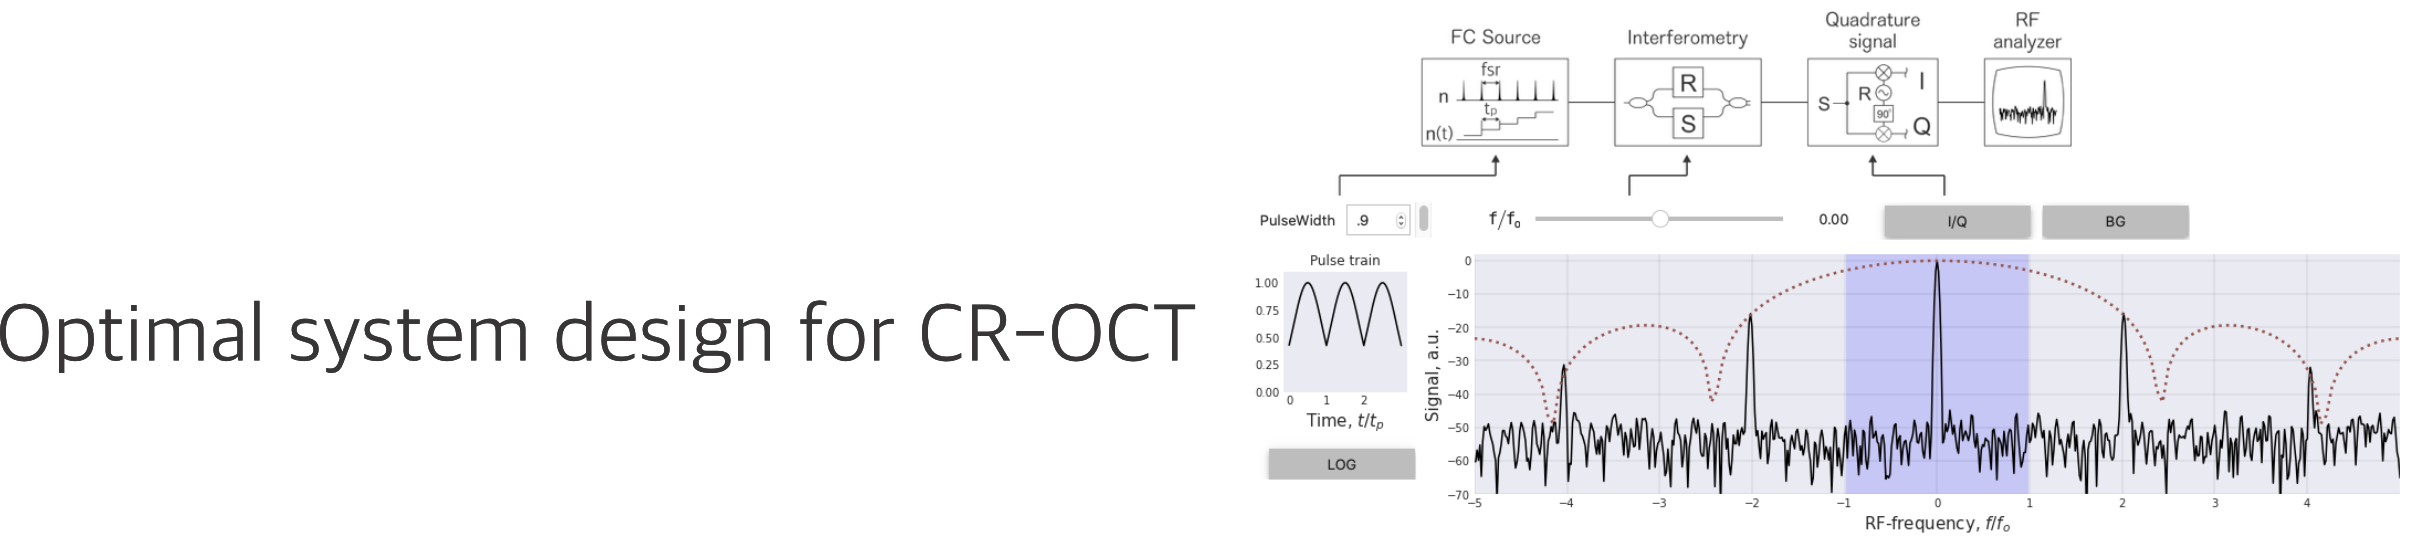 Optimal system design for CR-OCT
FC Source
Interferometry
Quadrature
signal
RF
analyzer
fsr
n
tp
n(t)
R
S
S
R
90°
I
Q
PulseWidth
.9
f/fo
0.00
I/Q
BG
Pulse train
1.00
0.75
0.50
0.25
0.00
0 1 2
Time, t/tp
LOG
Signal, a.u.
0
−10
−20
−30
−40
−50
−60
−70
−5 −4 −3 −2 −1 0 1 2 3 4
RF-frequency, f/fo